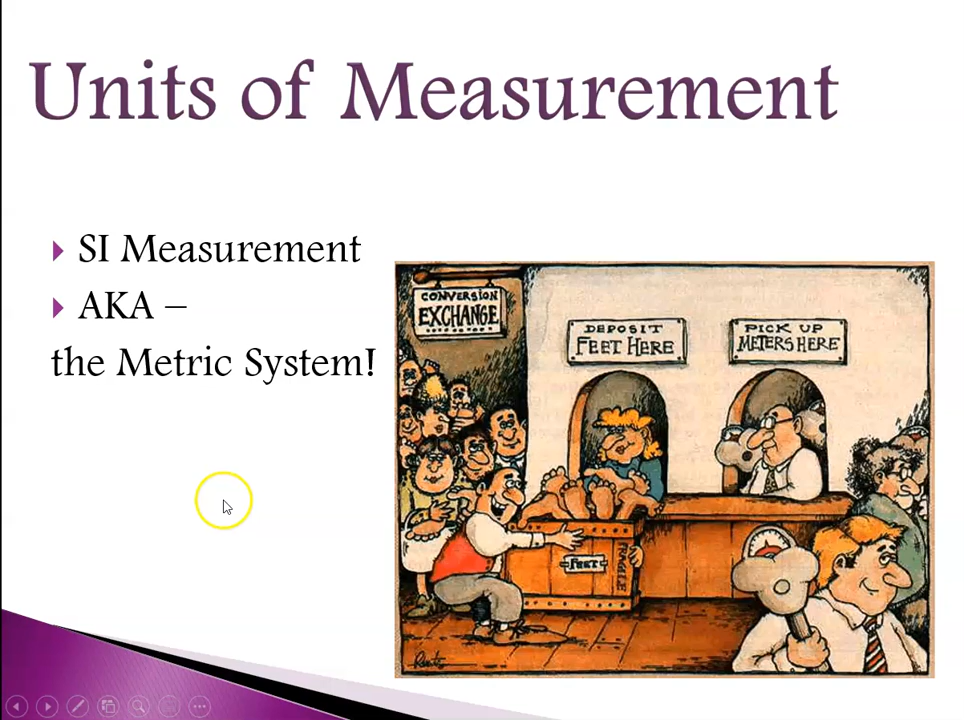 Units of Measurement
SI Measurement
AKA –
the Metric System!
CONVERSION
EXCHANGE
DEPOSIT
FEET HERE
PICK UP
METERS HERE
FEET
FRAGILE